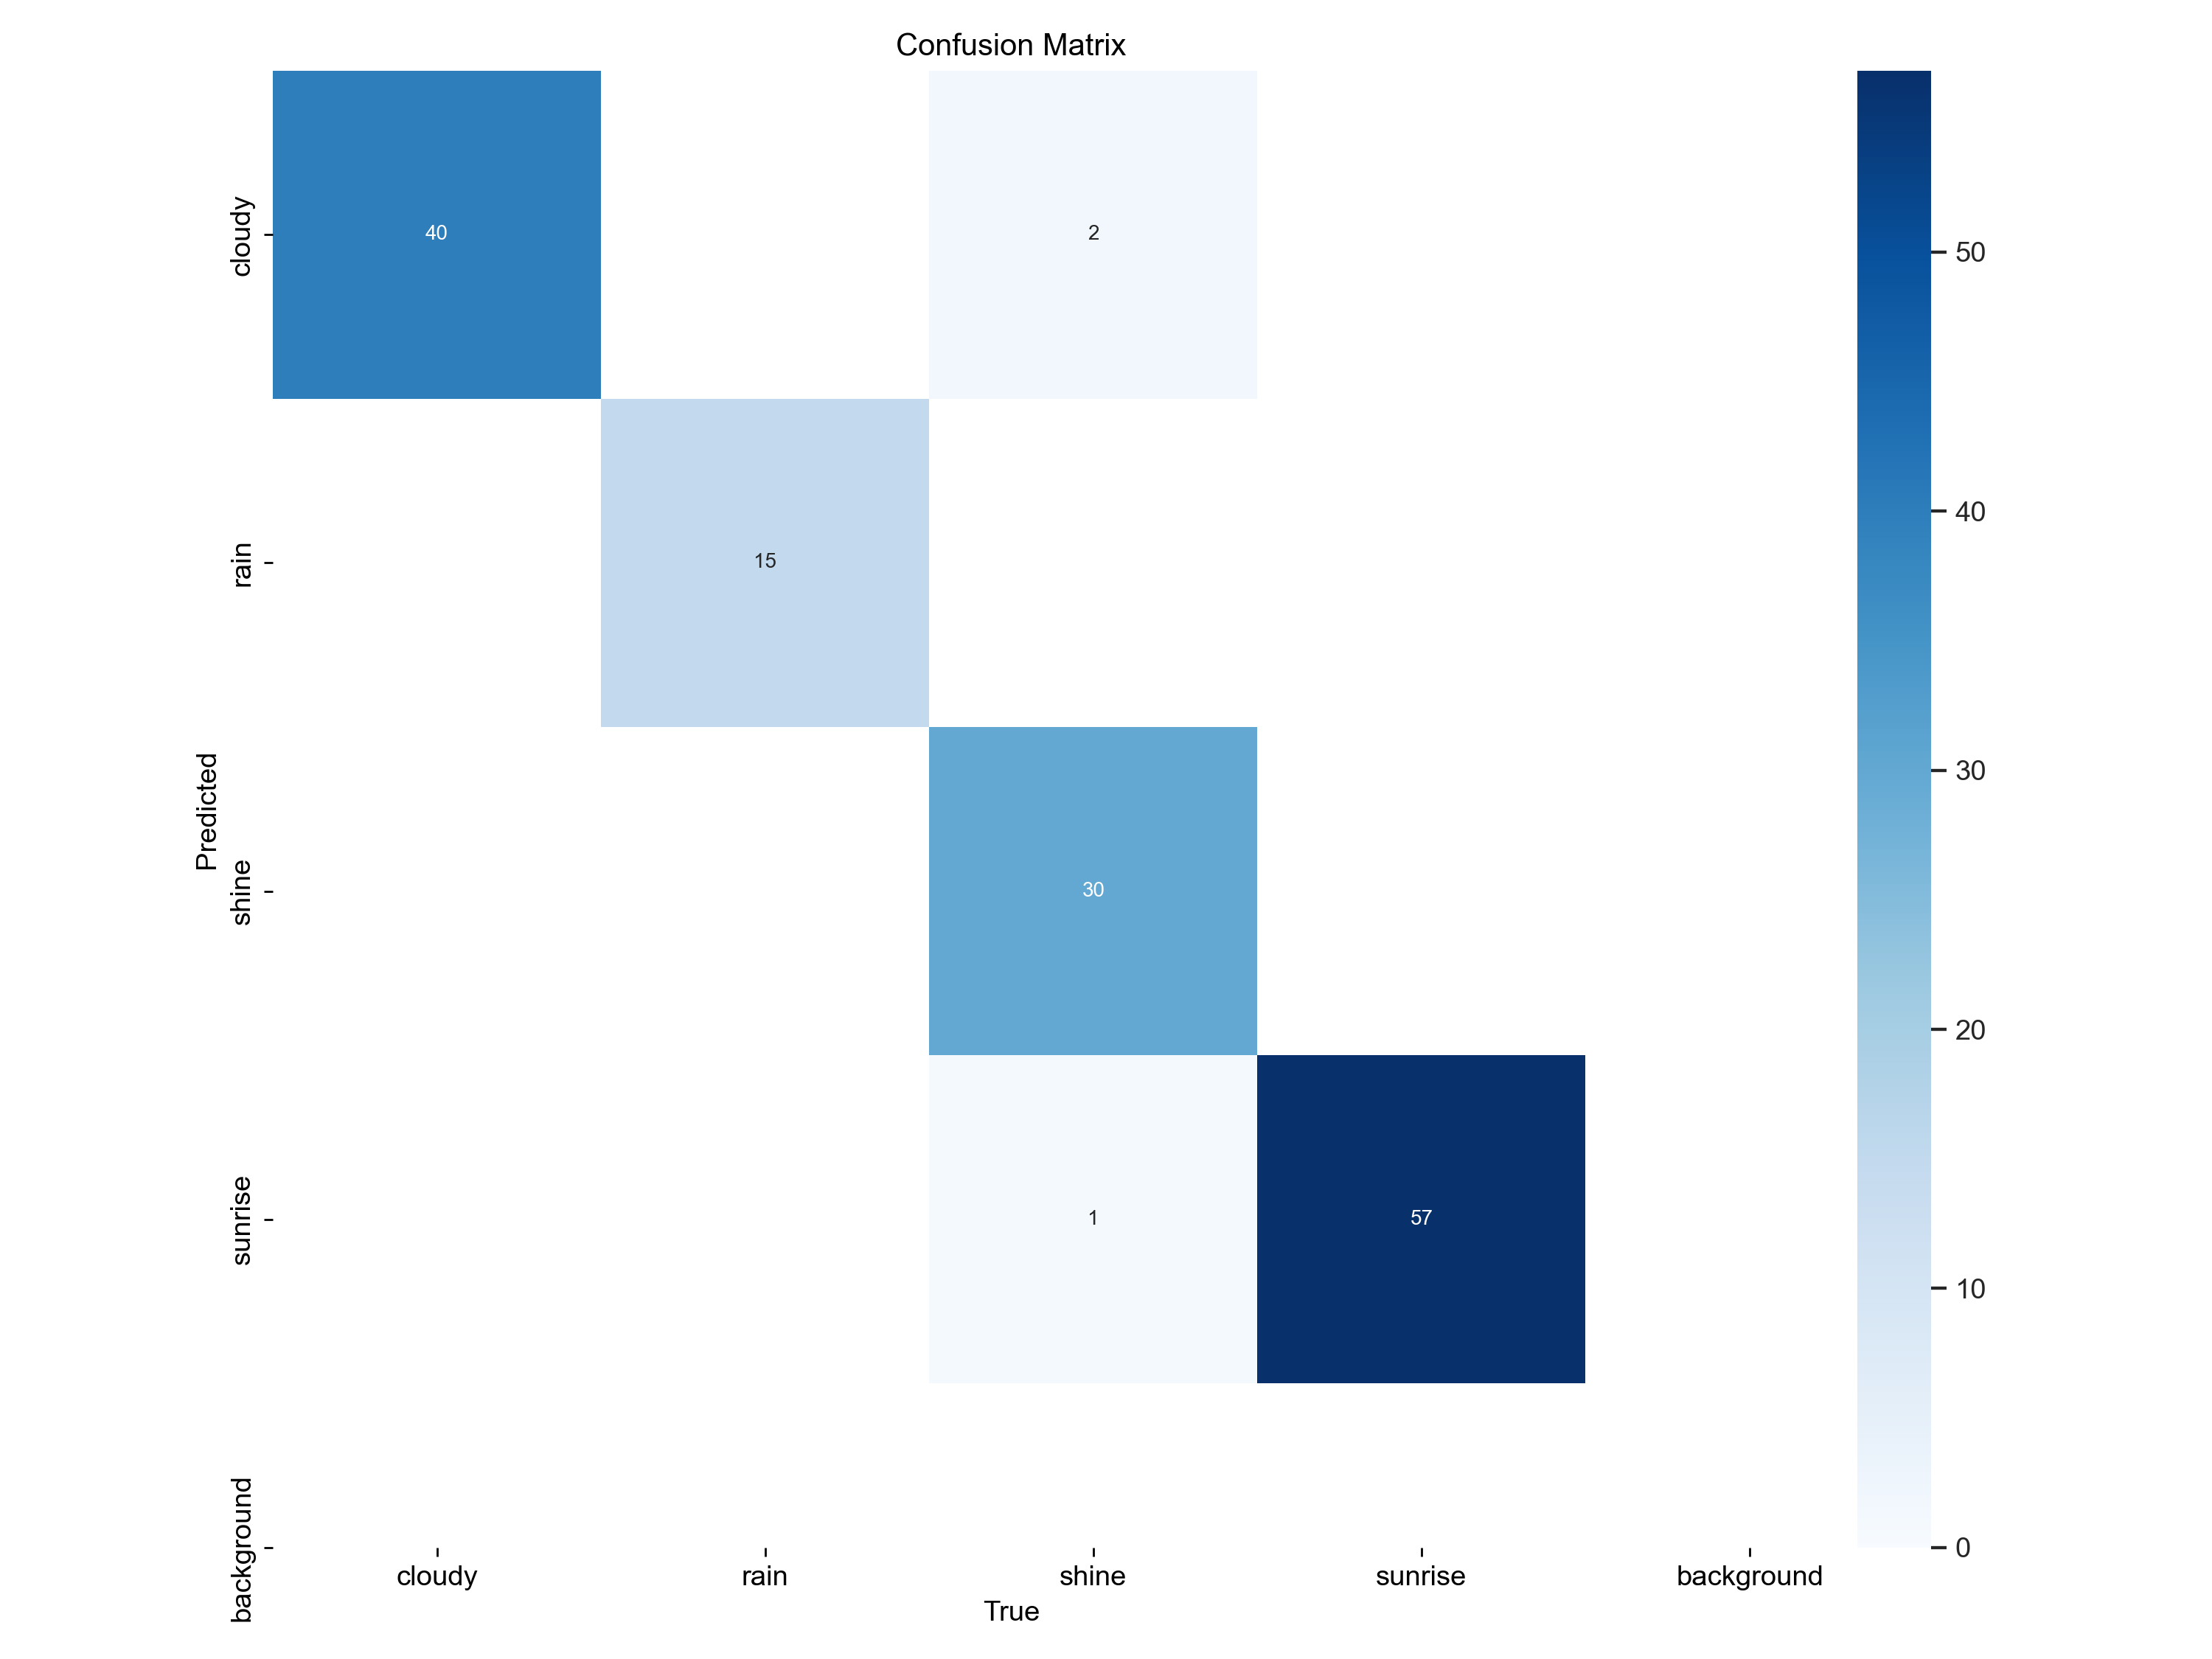 Confusion Matrix
cloudy
40
2
50
40
rain
15
30
Predicted
shine
30
20
sunrise
1
57
10
background
0
cloudy
rain
shine
sunrise
background
True